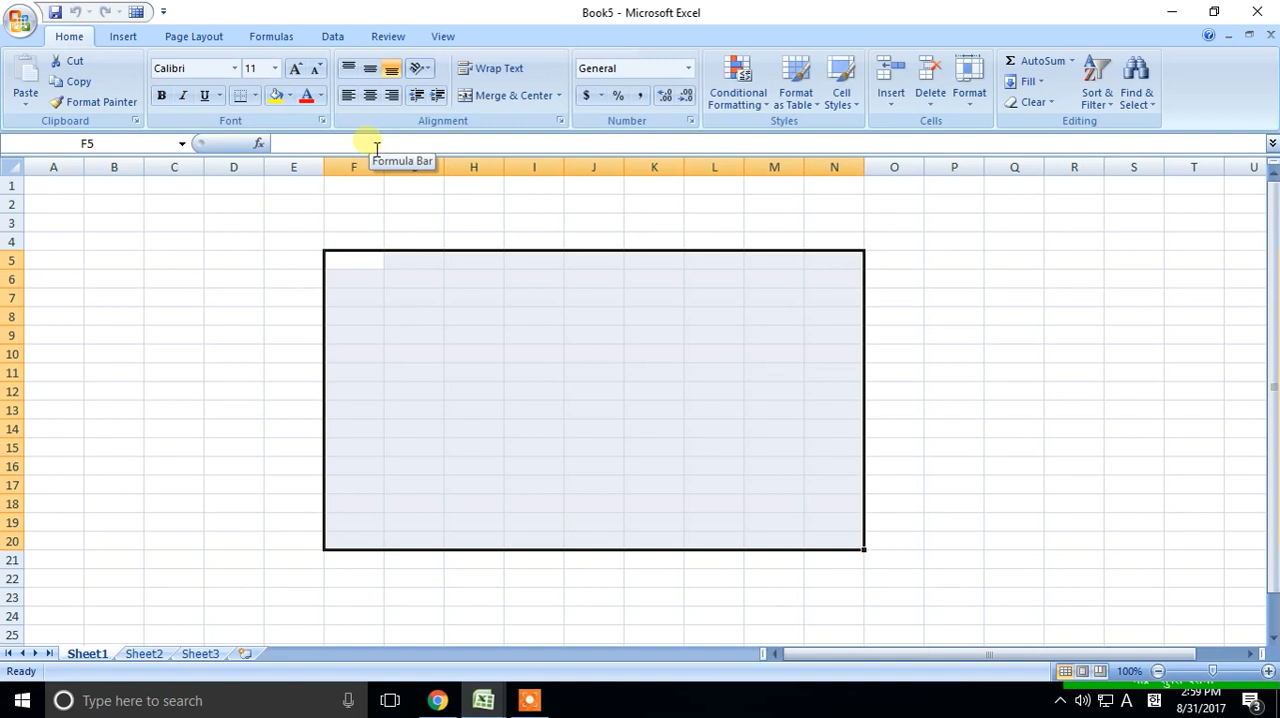 Book5 - Microsoft Excel
Home Insert Page Layout Formulas Data Review View
Cut
Copy
Format Painter
Paste
Clipboard
Calibri 11
B I U
Font
Wrap Text
Merge & Center
Alignment
General
$ % ,
Number
Conditional Formatting
Format as Table
Cell Styles
Styles
Insert Delete Format
Cells
Σ AutoSum
Fill
Clear
Sort & Filter
Find & Select
Editing
F5 fx
Formula Bar
A B C D E F H I J K L M N O P Q R S T U
1
2
3
4
5
6
7
8
9
10
11
12
13
14
15
16
17
18
19
20
21
22
23
24
25
Sheet1 Sheet2 Sheet3
Ready 100%
Type here to search
A 한 2:59 PM
8/31/2017
3